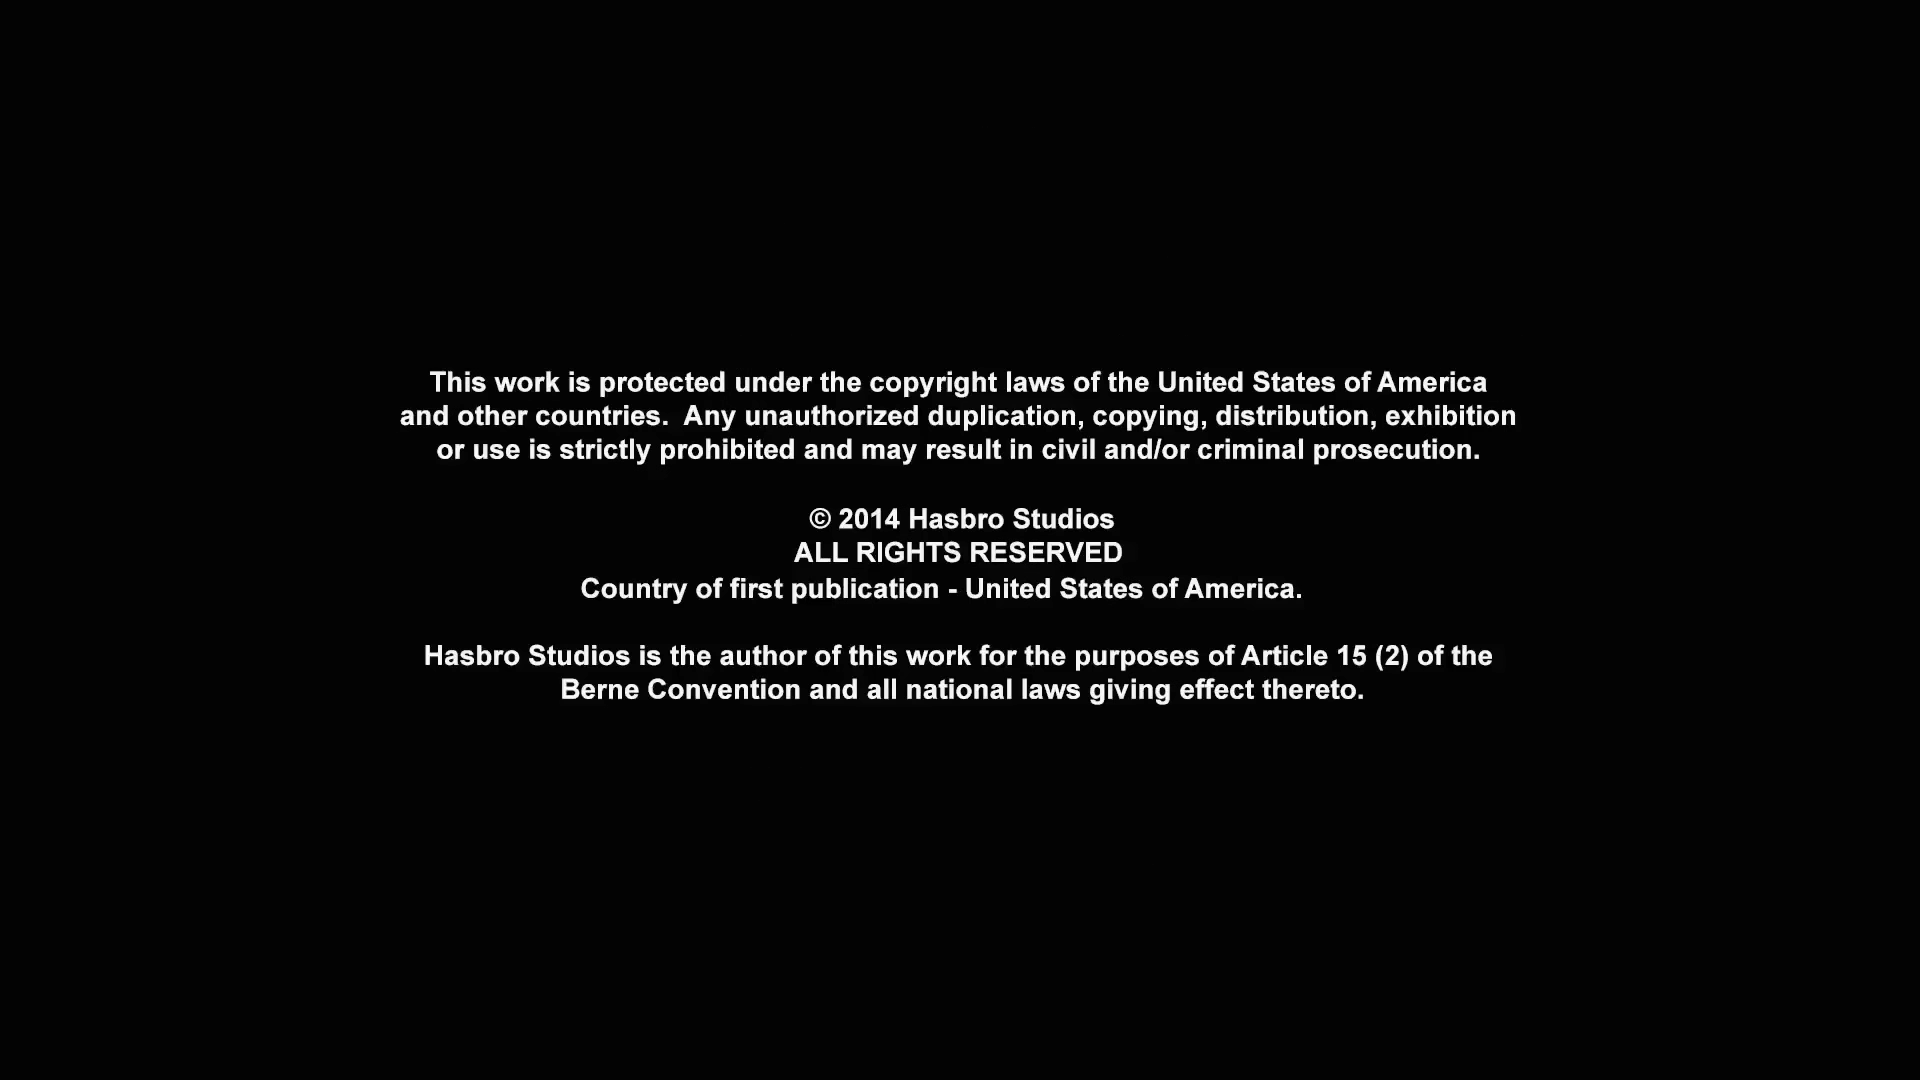 This work is protected under the copyright laws of the United States of America
and other countries.  Any unauthorized duplication, copying, distribution, exhibition
or use is strictly prohibited and may result in civil and/or criminal prosecution.
© 2014 Hasbro Studios
ALL RIGHTS RESERVED
Country of first publication - United States of America.
Hasbro Studios is the author of this work for the purposes of Article 15 (2) of the
Berne Convention and all national laws giving effect thereto.